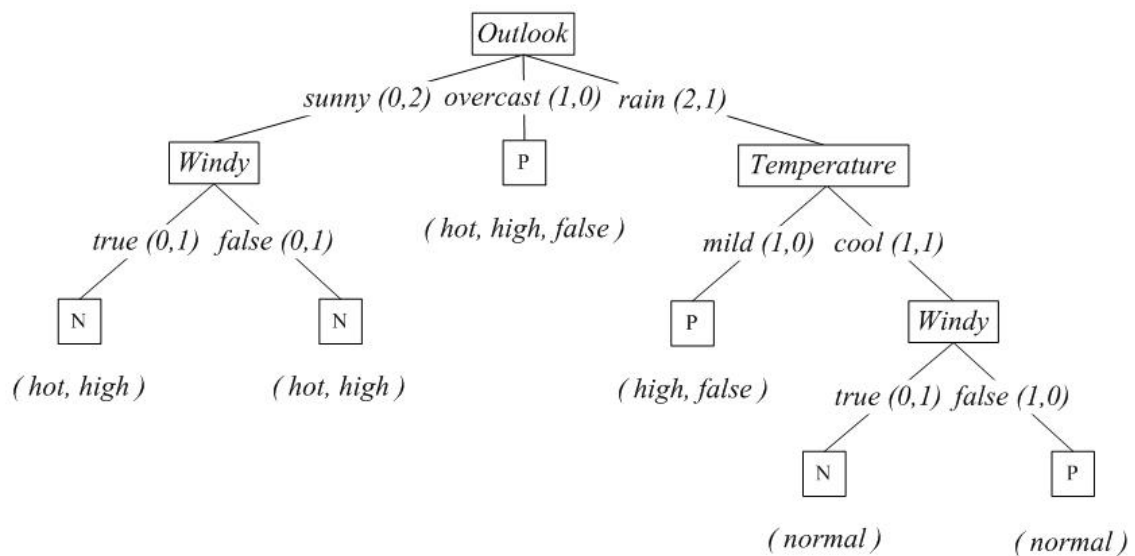 Outlook
sunny (0,2) overcast (1,0) rain (2,1)
Windy
P
Temperature
( hot, high, false )
true (0,1) false (0,1)
mild (1,0) cool (1,1)
N
N
P
Windy
( hot, high )
( hot, high )
( high, false )
true (0,1) false (1,0)
N
P
( normal )
( normal )